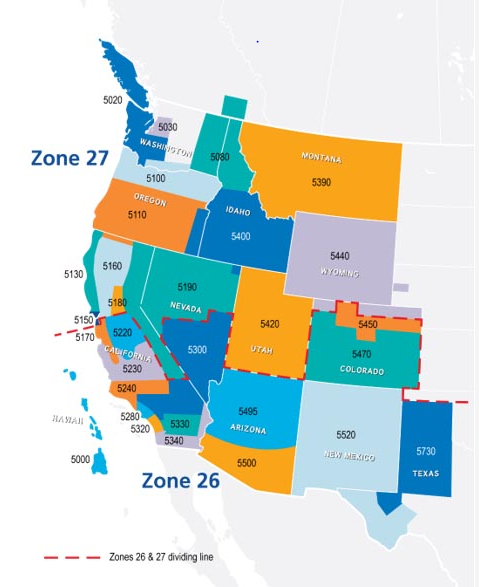 5020
5030
WASHINGTON
Zone 27
5080
MONTANA
5100
5390
OREGON
IDAHO
5110
5400
5440
5160
WYOMING
5130
5190
5180
NEVADA
5150
5420
5450
5170
5220
5300
UTAH
5470
CALIFORNIA
COLORADO
5230
5240
5495
HAWAII
5280
5330
ARIZONA
5320
5520
5340
5730
5000
5500
NEW MEXICO
TEXAS
Zone 26
Zones 26 & 27 dividing line